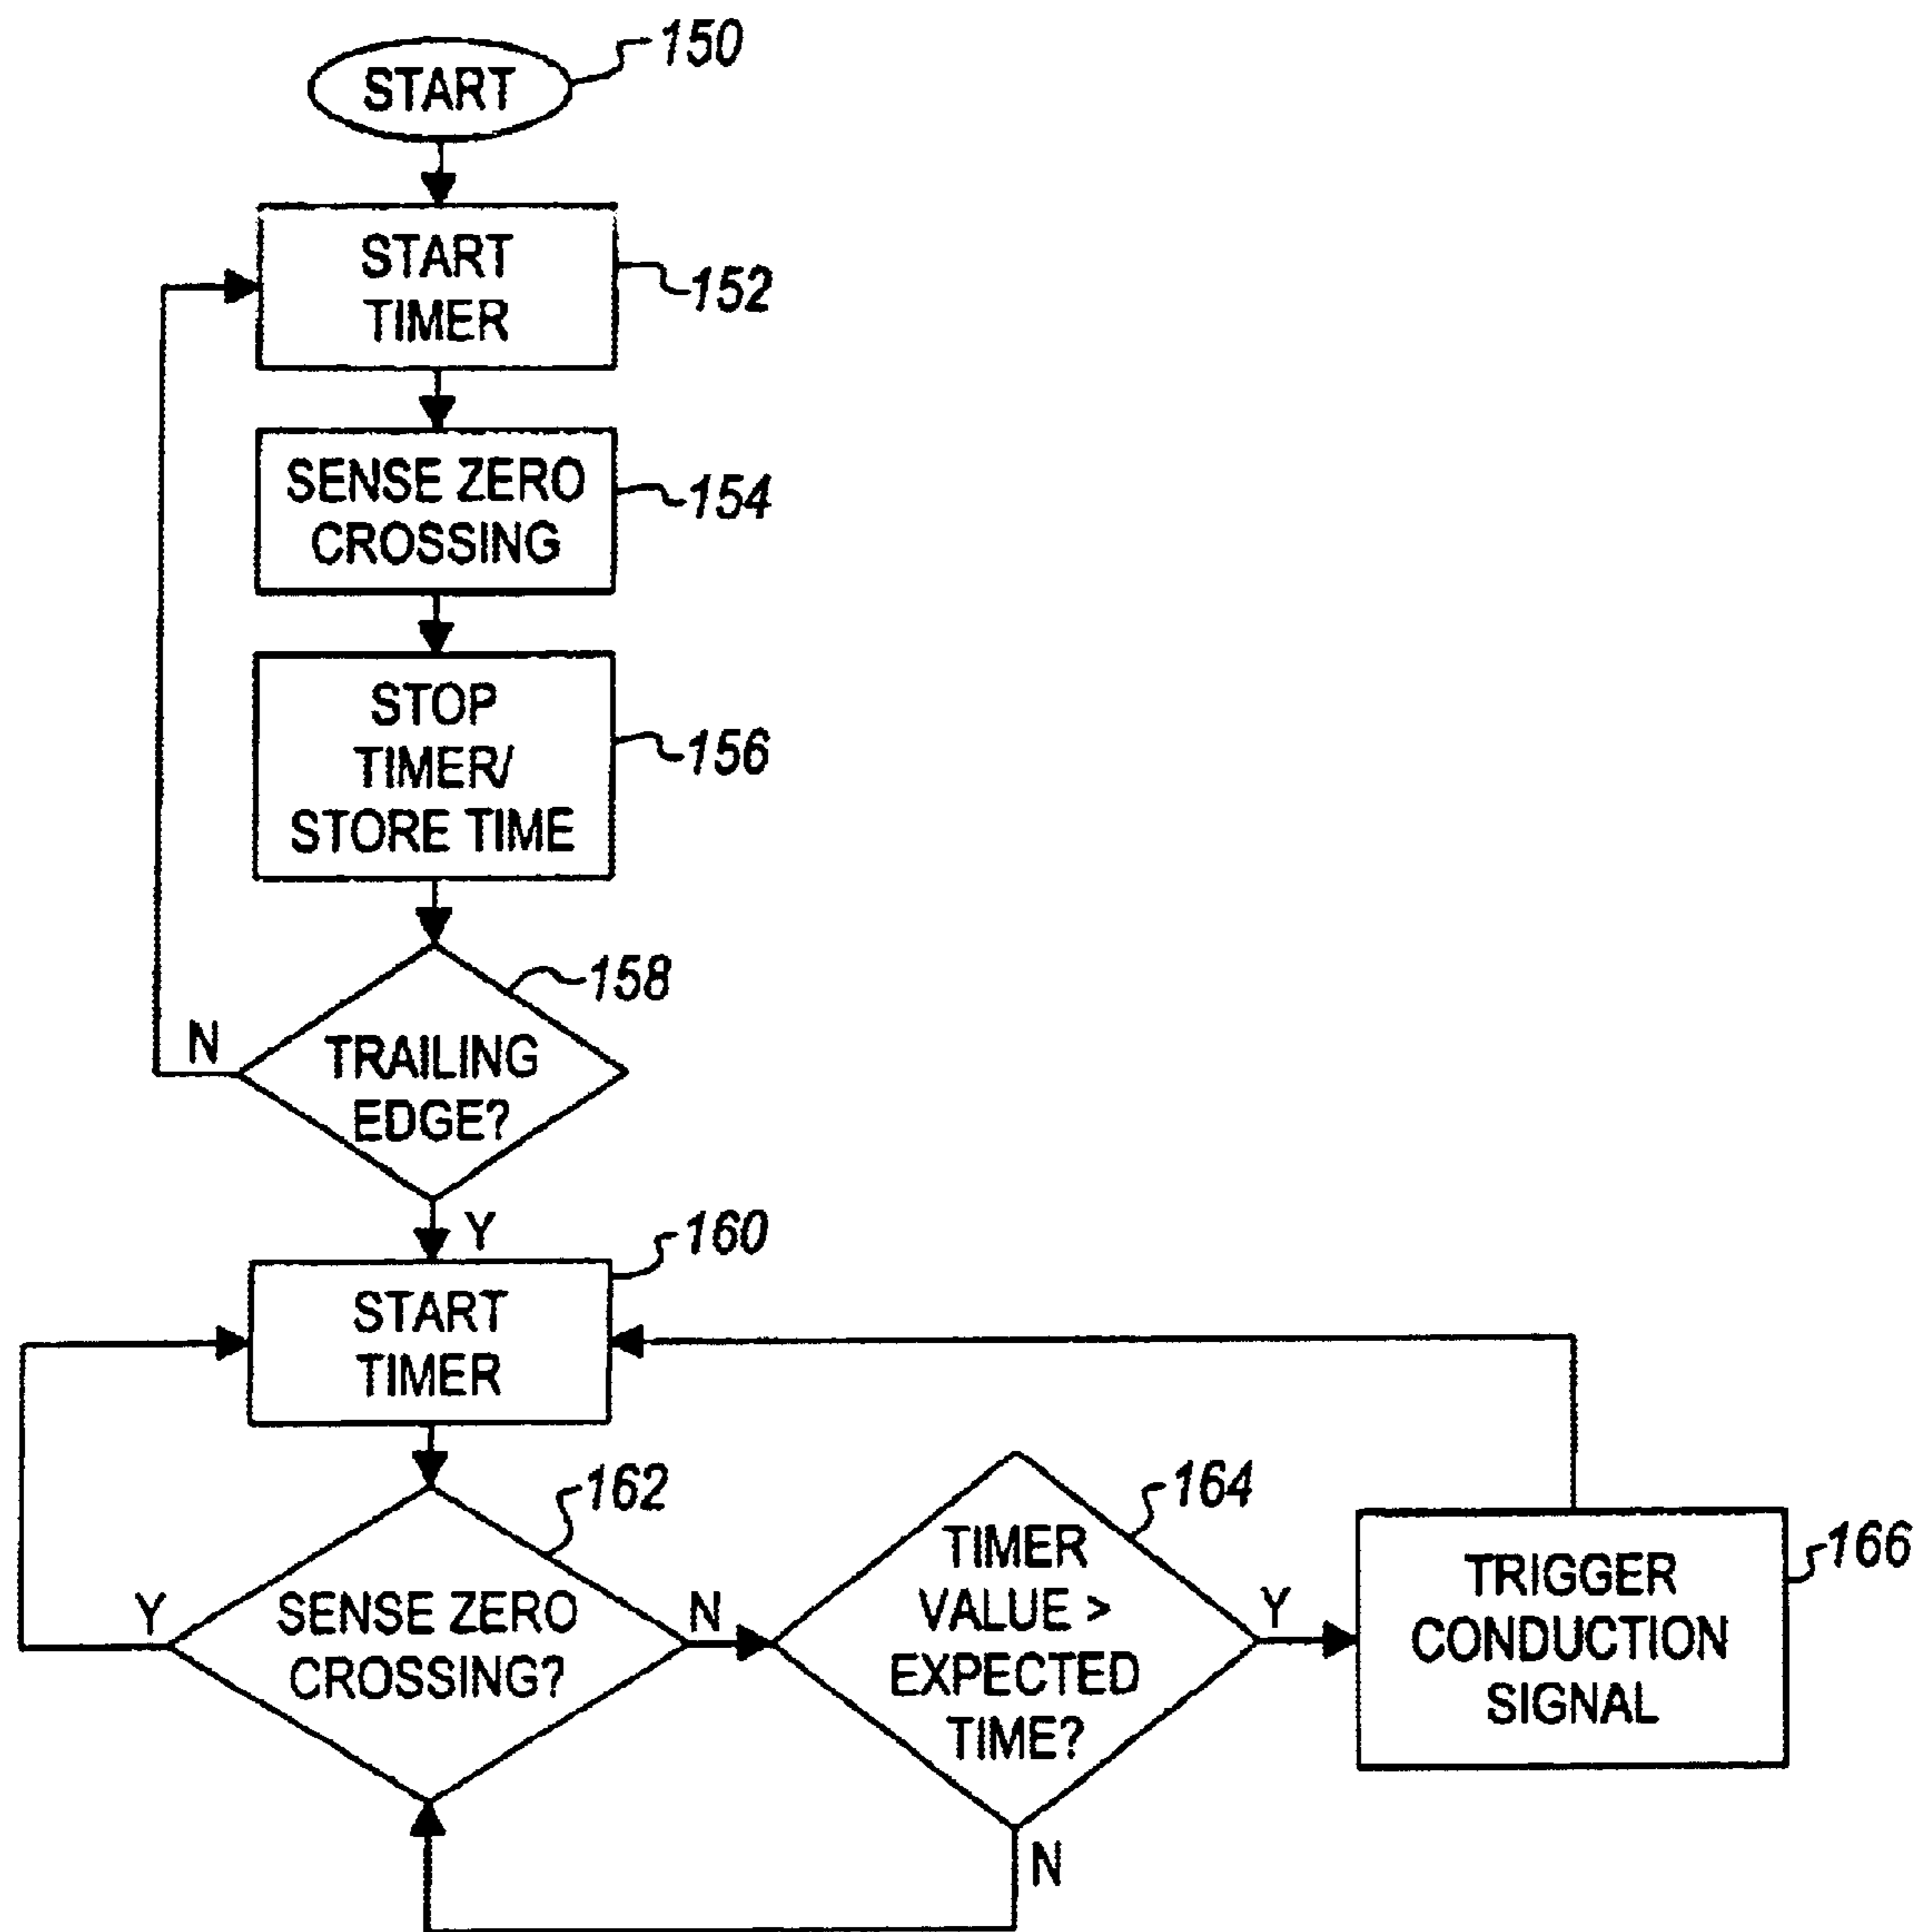 150
START
START
TIMER
152
SENSE ZERO
CROSSING
154
STOP
TIMER/
STORE TIME
156
158
N
TRAILING
EDGE?
Y
160
START
TIMER
162
Y
SENSE ZERO
CROSSING?
N
164
TIMER
VALUE >
EXPECTED
TIME?
Y
N
TRIGGER
CONDUCTION
SIGNAL
166